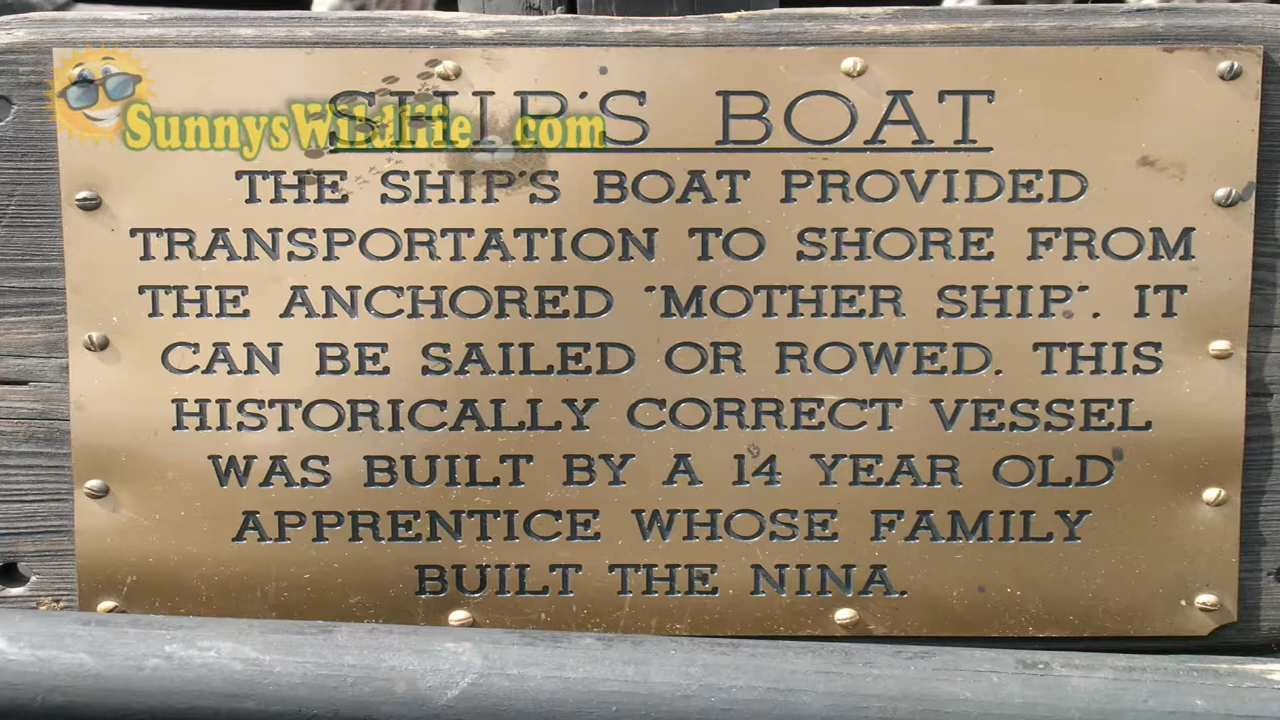 SunnysWildlife.com
SHIP'S BOAT
THE SHIP'S BOAT PROVIDED
TRANSPORTATION TO SHORE FROM
THE ANCHORED "MOTHER SHIP". IT
CAN BE SAILED OR ROWED. THIS
HISTORICALLY CORRECT VESSEL
WAS BUILT BY A 14 YEAR OLD
APPRENTICE WHOSE FAMILY
BUILT THE NINA.